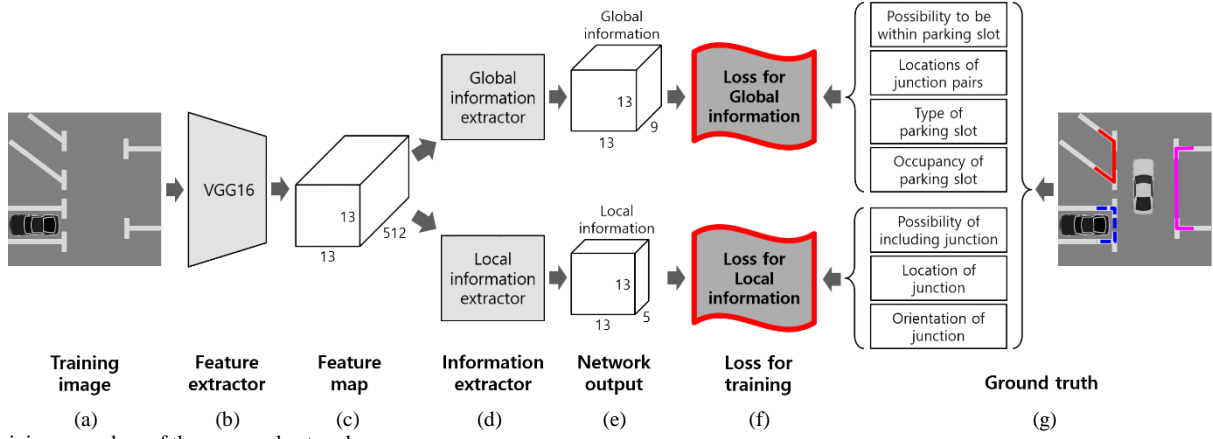 Global
information
13
9
13
Possibility to be
within parking slot
Locations of
junction pairs
Type of
parking slot
Occupancy of
parking slot
Global
information
extractor
Loss for
Global
information
VGG16
13
512
13
Local
information
13
5
13
Local
information
extractor
Loss for
Local
information
Possibility of
including junction
Location of
junction
Orientation of
junction
Training
image
Feature
extractor
Feature
map
Information
extractor
Network
output
Loss for
training
Ground truth
(a)
(b)
(c)
(d)
(e)
(f)
(g)